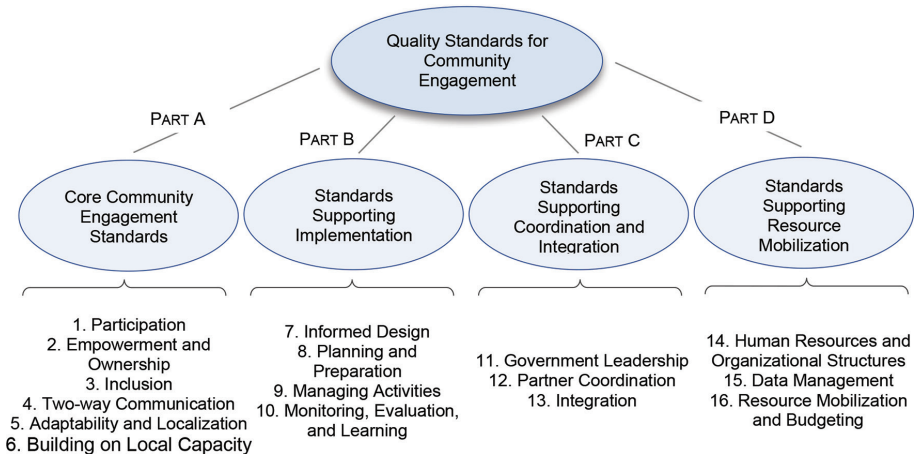 Quality Standards for
Community
Engagement
PART A
PART B
PART C
PART D
Core Community
Engagement
Standards
Standards
Supporting
Implementation
Standards
Supporting
Coordination and
Integration
Standards
Supporting
Resource
Mobilization
1. Participation
2. Empowerment and
Ownership
3. Inclusion
4. Two-way Communication
5. Adaptability and Localization
6. Building on Local Capacity
7. Informed Design
8. Planning and
Preparation
9. Managing Activities
10. Monitoring, Evaluation,
and Learning
11. Government Leadership
12. Partner Coordination
13. Integration
14. Human Resources and
Organizational Structures
15. Data Management
16. Resource Mobilization
and Budgeting